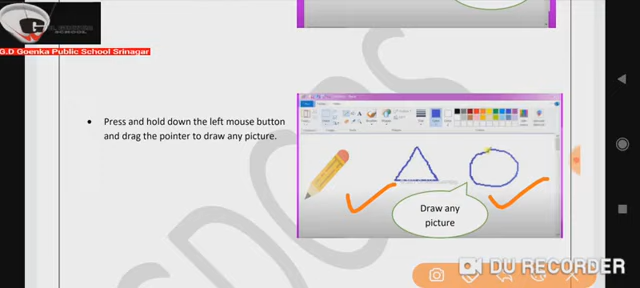 G.D Goenka Public School Srinagar
• Press and hold down the left mouse button
and drag the pointer to draw any picture.
Draw any
picture
DU RECORDER